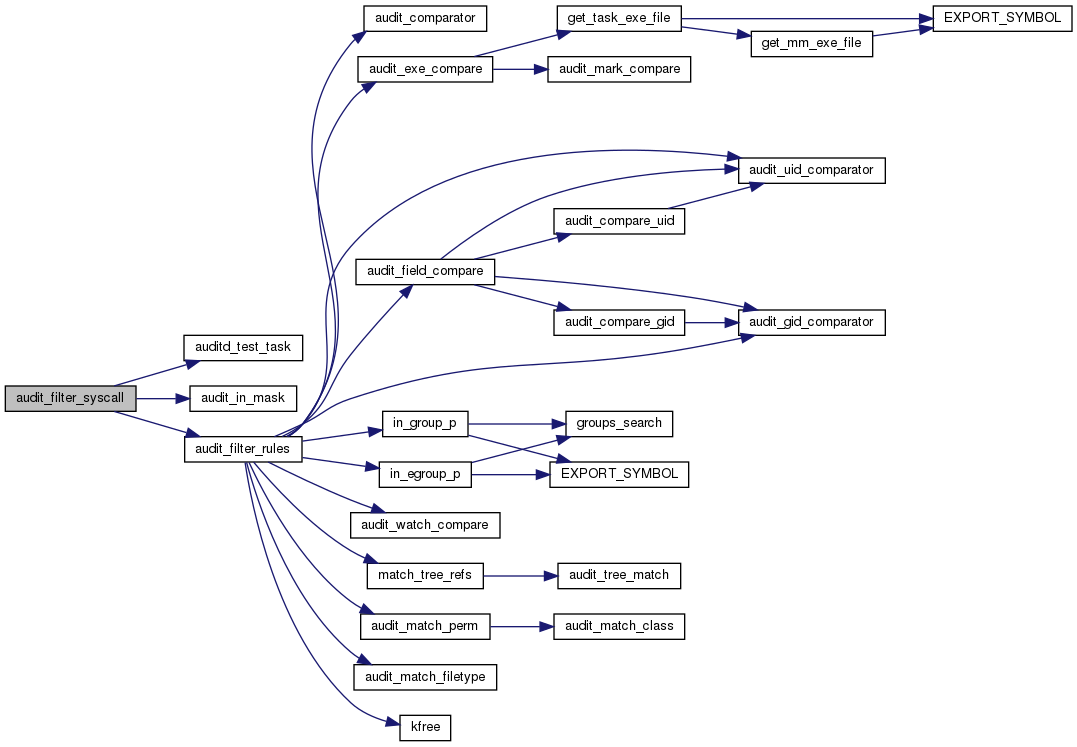 audit_comparator
get_task_exe_file
EXPORT_SYMBOL
get_mm_exe_file
audit_exe_compare
audit_mark_compare
audit_uid_comparator
audit_compare_uid
audit_field_compare
audit_compare_gid
audit_gid_comparator
auditd_test_task
audit_filter_syscall
audit_in_mask
audit_filter_rules
in_group_p
groups_search
in_egroup_p
EXPORT_SYMBOL
audit_watch_compare
match_tree_refs
audit_tree_match
audit_match_perm
audit_match_class
audit_match_filetype
kfree